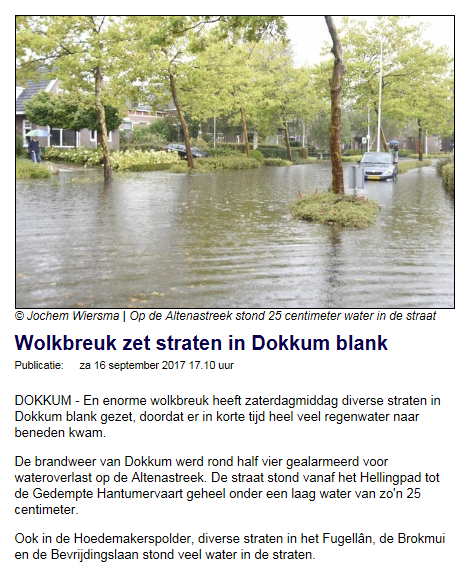 © Jochem Wiersma | Op de Altenastreek stond 25 centimeter water in de straat
Wolkbreuk zet straten in Dokkum blank
Publicatie: za 16 september 2017 17.10 uur
DOKKUM - En enorme wolkbreuk heeft zaterdagmiddag diverse straten in
Dokkum blank gezet, doordat er in korte tijd heel veel regenwater naar
beneden kwam.
De brandweer van Dokkum werd rond half vier gealarmeerd voor
wateroverlast op de Altenastreek. De straat stond vanaf het Hellingpad tot
de Gedempte Hantumervaart geheel onder een laag water van zo'n 25
centimeter.
Ook in de Hoedemakerspolder, diverse straten in het Fugellân, de Brokmui
en de Bevrijdingslaan stond veel water in de straten.